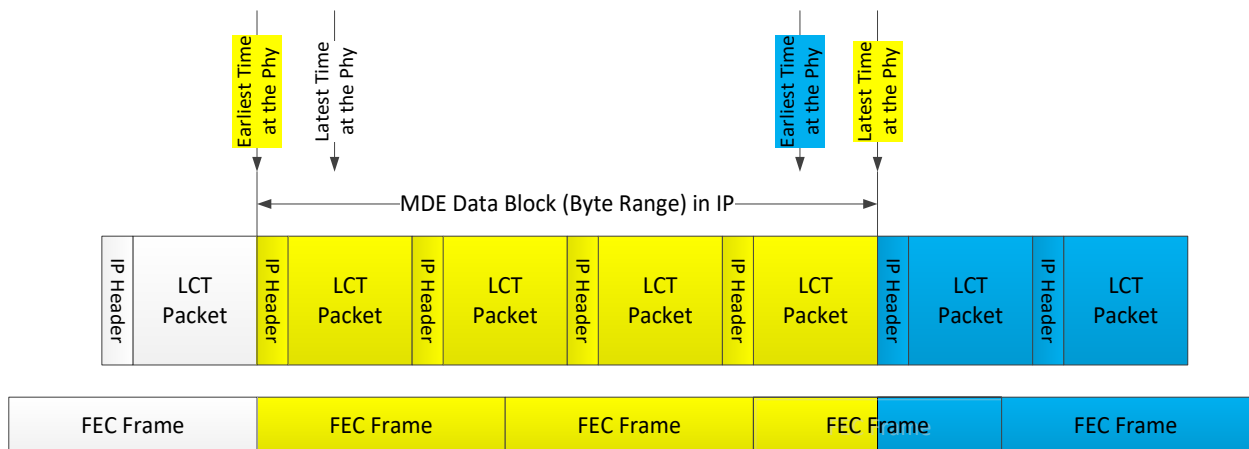 Earliest Time
at the Phy
Latest Time
at the Phy
Earliest Time
at the Phy
Latest Time
at the Phy
MDE Data Block (Byte Range) in IP
IP Header
LCT
Packet
IP Header
LCT
Packet
IP Header
LCT
Packet
IP Header
LCT
Packet
IP Header
LCT
Packet
IP Header
LCT
Packet
IP Header
LCT
Packet
FEC Frame
FEC Frame
FEC Frame
FEC Frame
FEC Frame